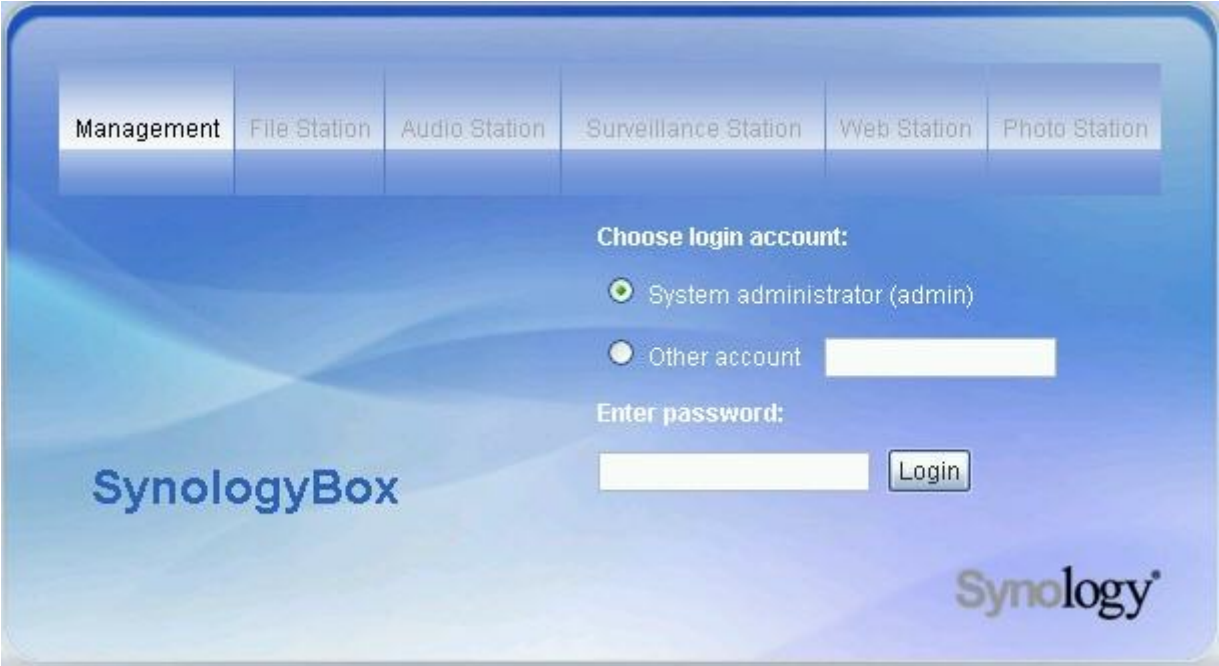 Management File Station Audio Station Surveillance Station Web Station Photo Station
Choose login account:
System administrator (admin)
Other account
Enter password:
Login
SynologyBox
Synology